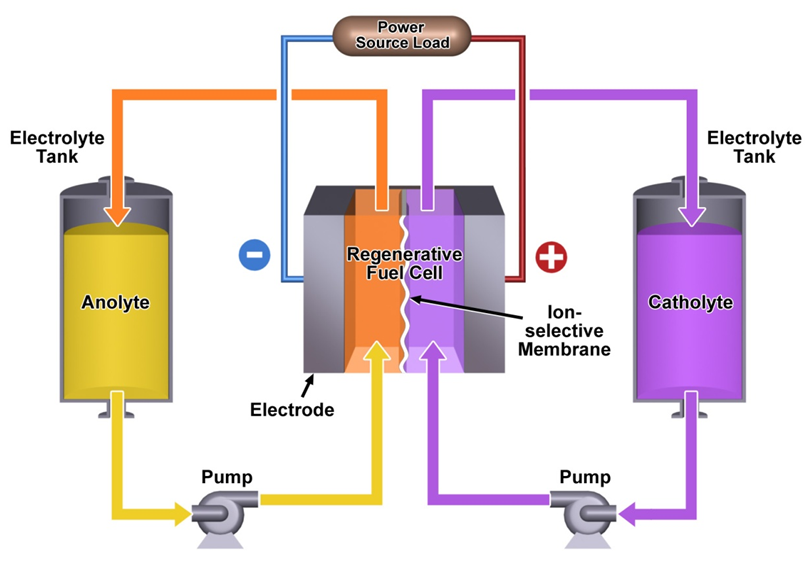 Power
Source Load
Electrolyte
Tank
Electrolyte
Tank
-
+
Regenerative
Fuel Cell
Anolyte
Catholyte
Ion-
selective
Membrane
Electrode
Pump
Pump